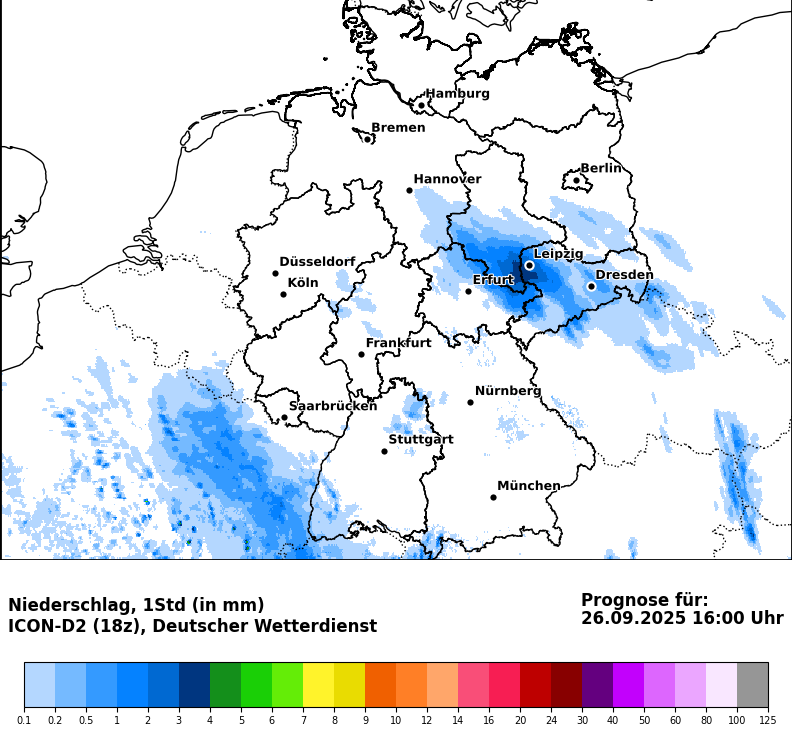 Hamburg
Bremen
Berlin
Hannover
Leipzig
Düsseldorf
Dresden
Köln
Erfurt
Frankfurt
Nürnberg
Saarbrücken
Stuttgart
München
Niederschlag, 1Std (in mm)
ICON-D2 (18z), Deutscher Wetterdienst
Prognose für:
26.09.2025 16:00 Uhr
0.1 0.2 0.5 1 2 3 4 5 6 7 8 9 10 12 14 16 20 24 30 40 50 60 80 100 125